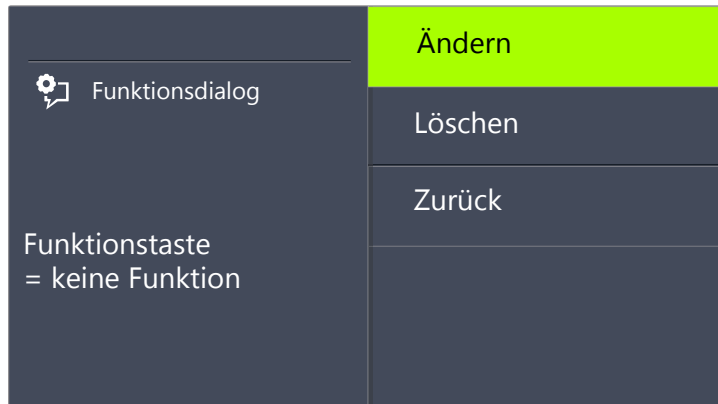 Funktionsdialog
Funktionstaste
= keine Funktion
Ändern
Löschen
Zurück